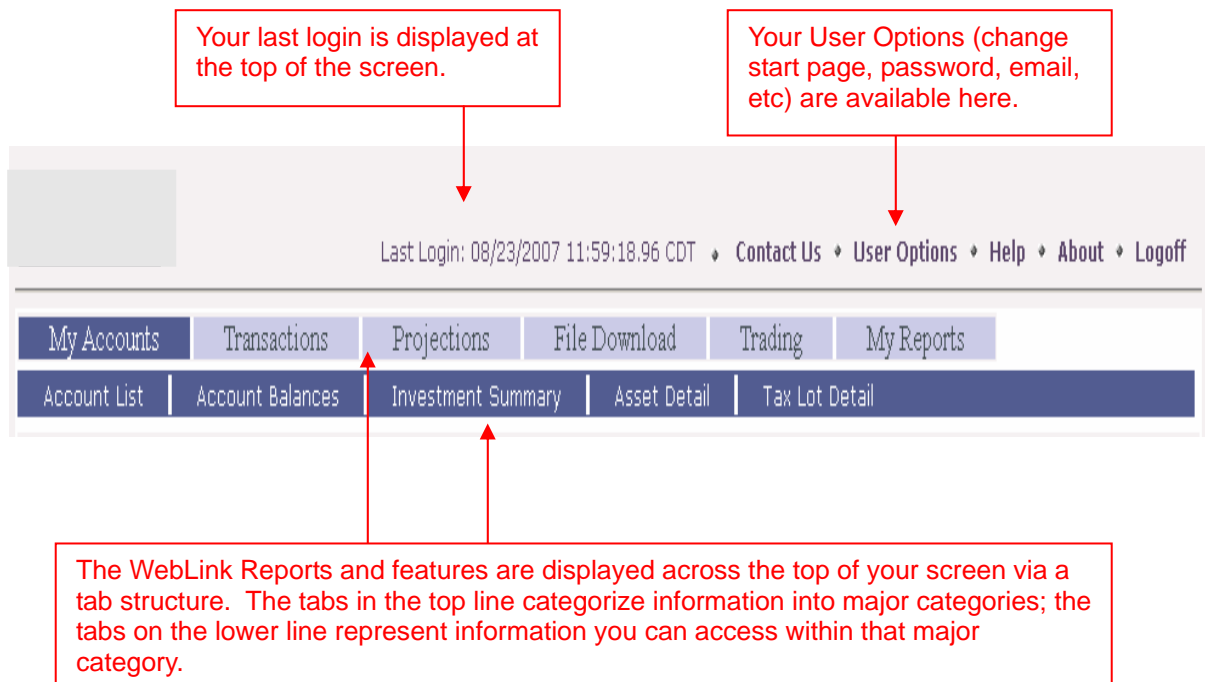 Your last login is displayed at
the top of the screen.
Your User Options (change
start page, password, email,
etc) are available here.
Last Login: 08/23/2007 11:59:18.96 CDT Contact Us User Options Help About Logoff
My Accounts Transactions Projections File Download Trading My Reports
Account List Account Balances Investment Summary Asset Detail Tax Lot Detail
The WebLink Reports and features are displayed across the top of your screen via a
tab structure.  The tabs in the top line categorize information into major categories; the
tabs on the lower line represent information you can access within that major
category.